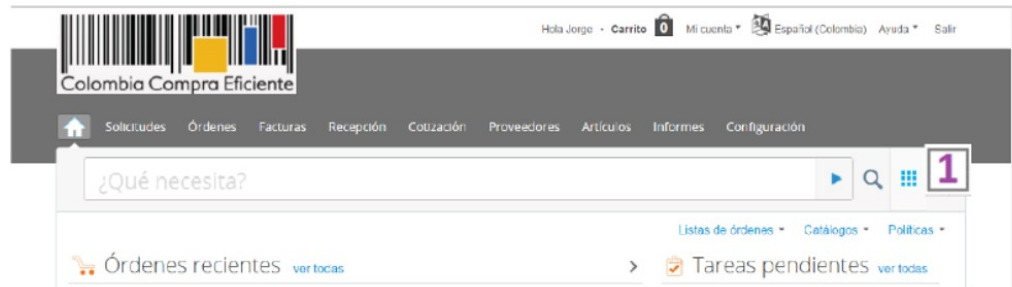 Colombia Compra Eficiente
Hola Jorge · Carrito 0 Mi cuenta Español (Colombia) Ayuda Salir
Solicitudes Órdenes Facturas Recepción Cotización Proveedores Artículos Informes Configuración
¿Qué necesita? 1
Listas de órdenes Catálogos Políticas
Órdenes recientes ver todas Tareas pendientes ver todas